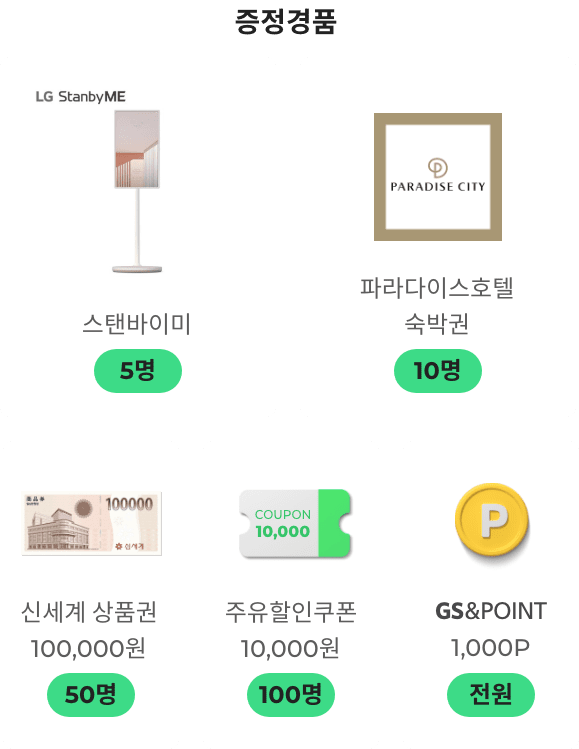 증정경품
LG StanbyME
PARADISE CITY
스탠바이미
파라다이스호텔
숙박권
5명
10명
100000
신세계
COUPON
10,000
P
신세계 상품권
100,000원
주유할인쿠폰
10,000원
GS&POINT
1,000P
50명
100명
전원